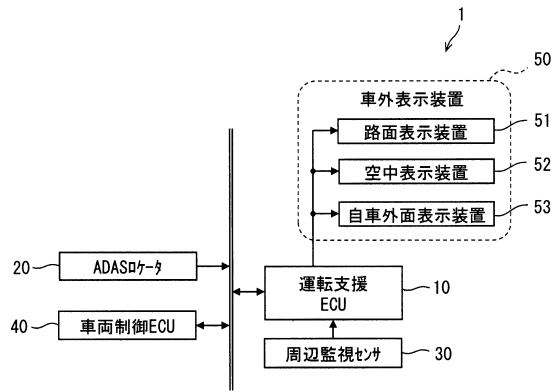 1
50
車外表示装置
路面表示装置
51
空中表示装置
52
自車外面表示装置
53
20
ADASﾛｹｰﾀ
運転支援
ECU
10
40
車両制御ECU
周辺監視ｾﾝｻ
30